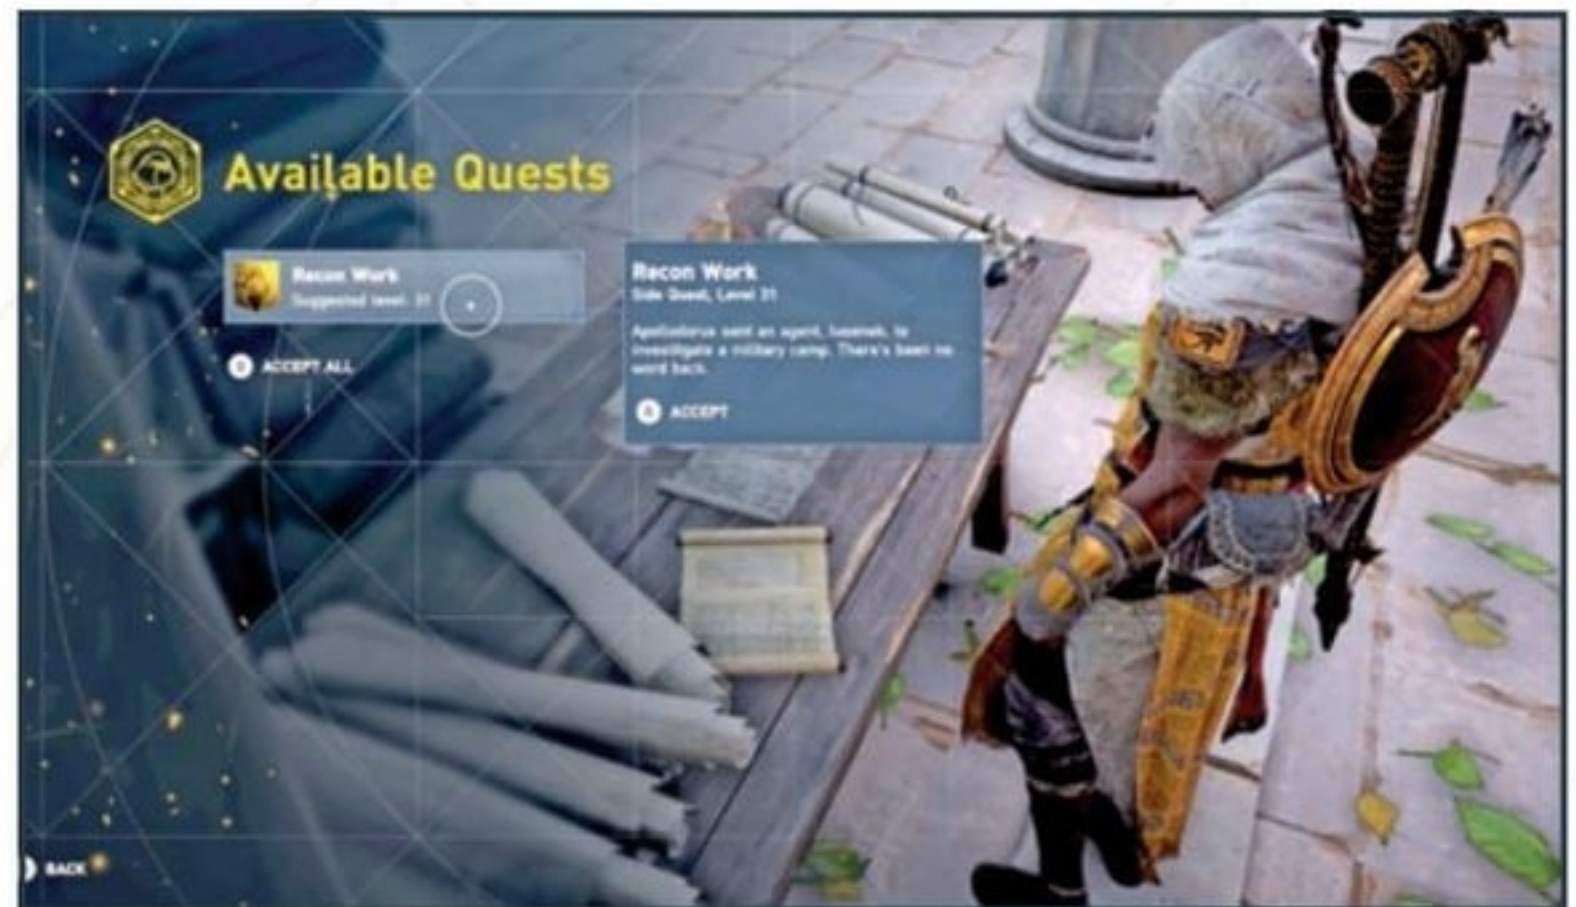 Available Quests
Recon Work
Suggested level: 31
ACCEPT ALL
Recon Work
Side Quest, Level 31
Apollodorus sent an agent, to
investigate a military camp. There's been no
word back.
ACCEPT
BACK